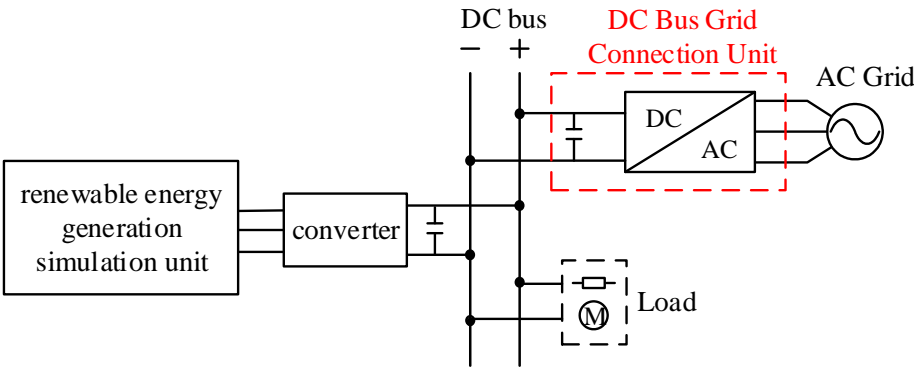 DC bus
− +
DC Bus Grid
Connection Unit
AC Grid
DC
AC
renewable energy
generation
simulation unit
converter
Load
M